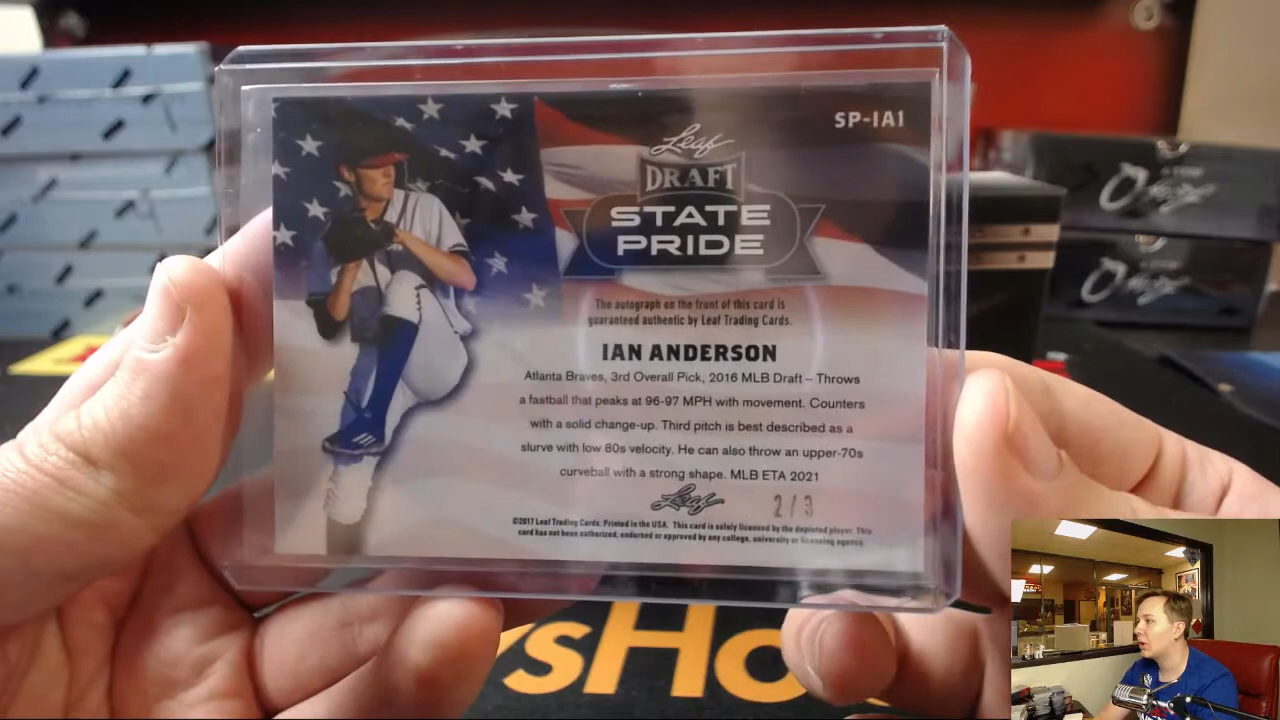 SP-IA1
Leaf
DRAFT
STATE
PRIDE
The autograph on the front of this card is
guaranteed authentic by Leaf Trading Cards.
IAN ANDERSON
Atlanta Braves, 3rd Overall Pick, 2016 MLB Draft – Throws
a fastball that peaks at 96-97 MPH with movement. Counters
with a solid change-up. Third pitch is best described as a
slurve with low 80s velocity. He can also throw an upper-70s
curveball with a strong shape. MLB ETA 2021
Leaf 2/3
©2017 Leaf Trading Cards. Printed in the USA. This card is solely licensed by the depicted player. This
card has not been authorized, endorsed or approved by any college, university or licensing agency.
ysHo